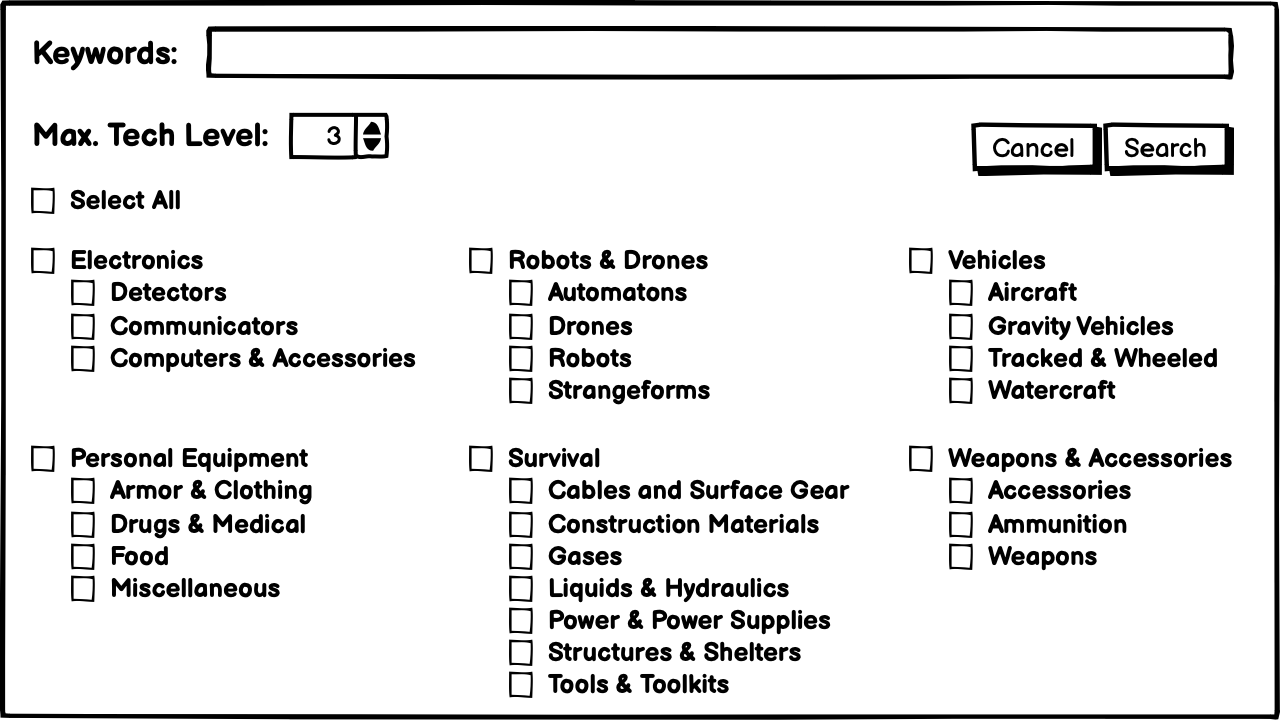 Keywords:
Max. Tech Level: 3
Cancel Search
Select All
Electronics
Detectors
Communicators
Computers & Accessories
Robots & Drones
Automatons
Drones
Robots
Strangeforms
Vehicles
Aircraft
Gravity Vehicles
Tracked & Wheeled
Watercraft
Personal Equipment
Armor & Clothing
Drugs & Medical
Food
Miscellaneous
Survival
Cables and Surface Gear
Construction Materials
Gases
Liquids & Hydraulics
Power & Power Supplies
Structures & Shelters
Tools & Toolkits
Weapons & Accessories
Accessories
Ammunition
Weapons